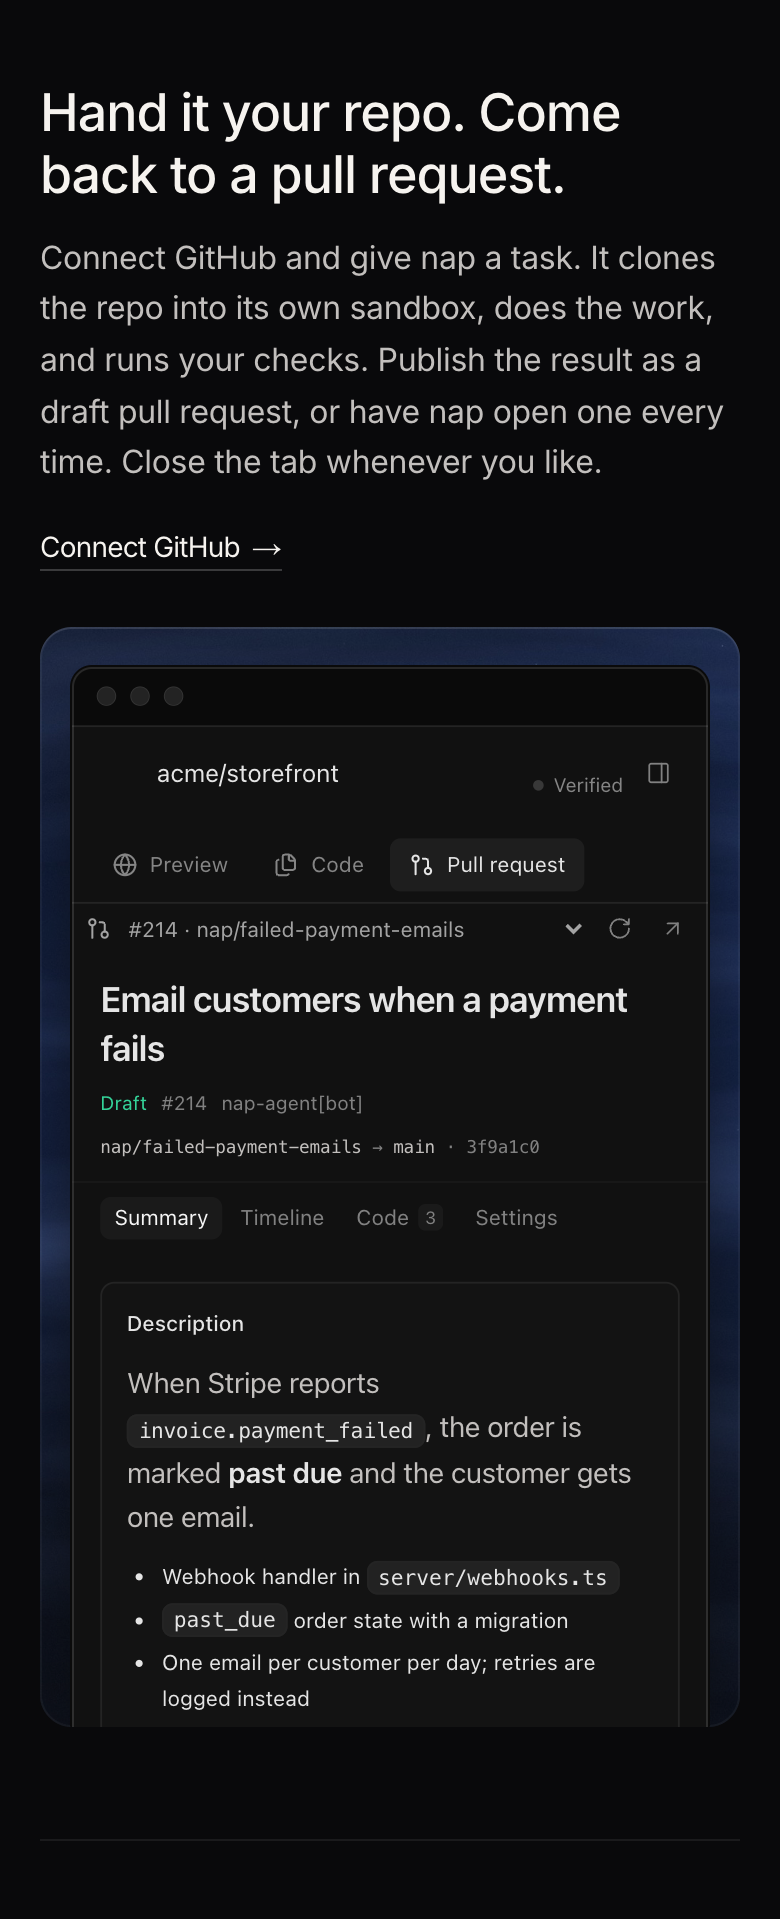 Hand it your repo. Come
back to a pull request.
Connect GitHub and give nap a task. It clones
the repo into its own sandbox, does the work,
and runs your checks. Publish the result as a
draft pull request, or have nap open one every
time. Close the tab whenever you like.
Connect GitHub →
acme/storefront
Verified
Preview Code Pull request
#214 · nap/failed-payment-emails
Email customers when a payment
fails
Draft #214 nap-agent[bot]
nap/failed-payment-emails → main · 3f9a1c0
Summary Timeline Code 3 Settings
Description
When Stripe reports
invoice.payment_failed, the order is
marked past due and the customer gets
one email.
• Webhook handler in server/webhooks.ts
• past_due order state with a migration
• One email per customer per day; retries are
logged instead